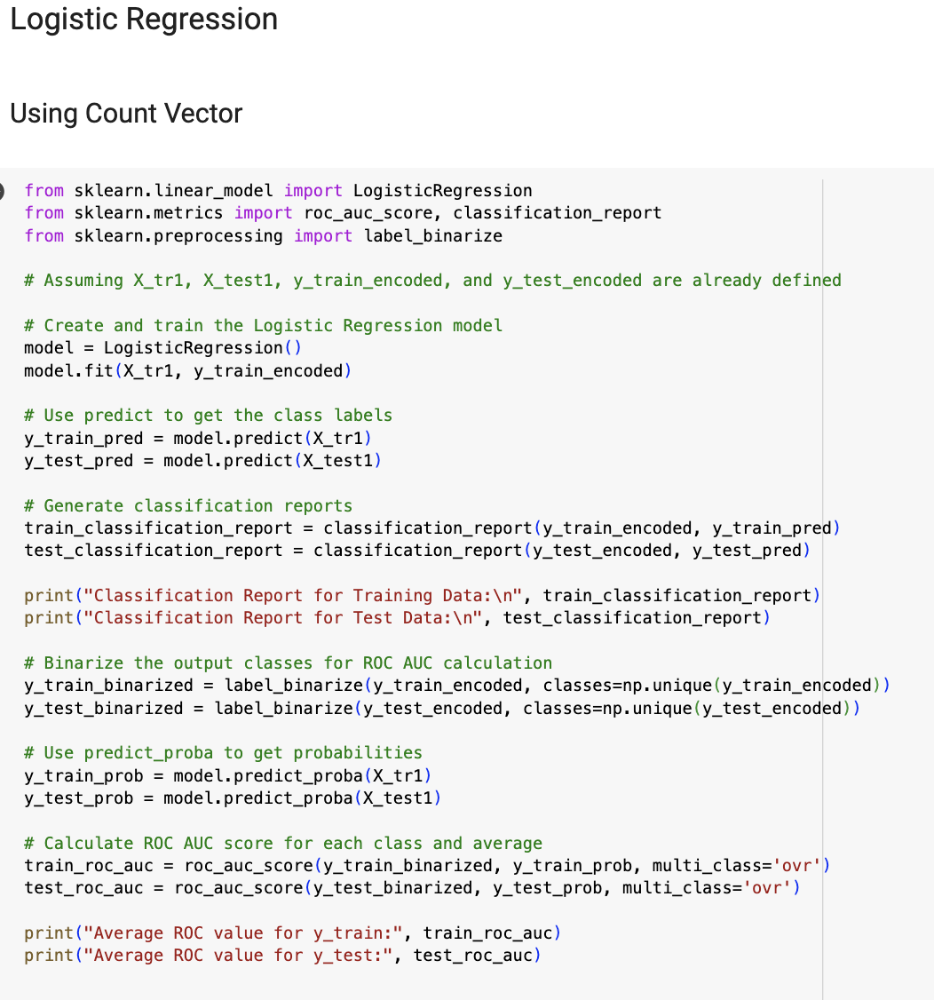 Logistic Regression
Using Count Vector
from sklearn.linear_model import LogisticRegression
from sklearn.metrics import roc_auc_score, classification_report
from sklearn.preprocessing import label_binarize
# Assuming X_tr1, X_test1, y_train_encoded, and y_test_encoded are already defined
# Create and train the Logistic Regression model
model = LogisticRegression()
model.fit(X_tr1, y_train_encoded)
# Use predict to get the class labels
y_train_pred = model.predict(X_tr1)
y_test_pred = model.predict(X_test1)
# Generate classification reports
train_classification_report = classification_report(y_train_encoded, y_train_pred)
test_classification_report = classification_report(y_test_encoded, y_test_pred)
print("Classification Report for Training Data:\n", train_classification_report)
print("Classification Report for Test Data:\n", test_classification_report)
# Binarize the output classes for ROC AUC calculation
y_train_binarized = label_binarize(y_train_encoded, classes=np.unique(y_train_encoded))
y_test_binarized = label_binarize(y_test_encoded, classes=np.unique(y_test_encoded))
# Use predict_proba to get probabilities
y_train_prob = model.predict_proba(X_tr1)
y_test_prob = model.predict_proba(X_test1)
# Calculate ROC AUC score for each class and average
train_roc_auc = roc_auc_score(y_train_binarized, y_train_prob, multi_class='ovr')
test_roc_auc = roc_auc_score(y_test_binarized, y_test_prob, multi_class='ovr')
print("Average ROC value for y_train:", train_roc_auc)
print("Average ROC value for y_test:", test_roc_auc)